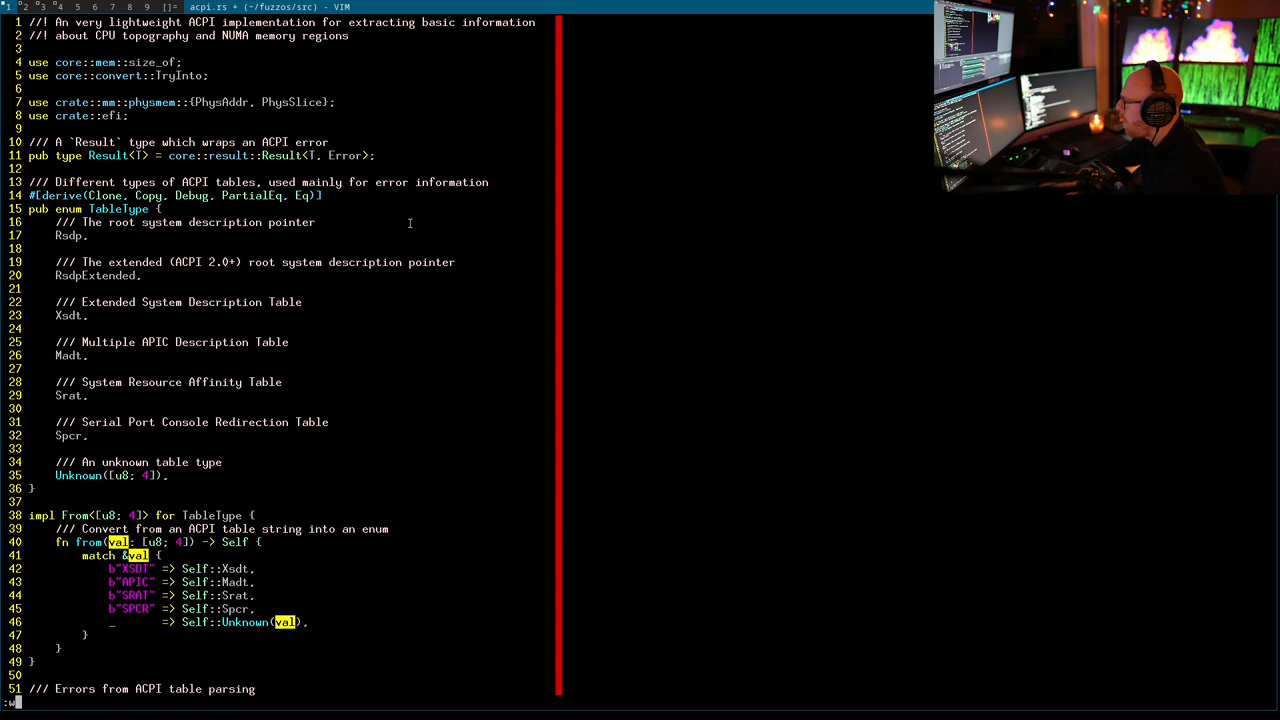 1 2 3 4 5 6 7 8 9 []= acpi.rs + (~/fuzzos/src) - VIM
1 //! An very lightweight ACPI implementation for extracting basic information
2 //! about CPU topography and NUMA memory regions
3
4 use core::mem::size_of;
5 use core::convert::TryInto;
6
7 use crate::mm::physmem::{PhysAddr, PhysSlice};
8 use crate::efi;
9
10 /// A `Result` type which wraps an ACPI error
11 pub type Result<T> = core::result::Result<T, Error>;
12
13 /// Different types of ACPI tables, used mainly for error information
14 #[derive(Clone, Copy, Debug, PartialEq, Eq)]
15 pub enum TableType {
16 /// The root system description pointer
17 Rsdp,
18
19 /// The extended (ACPI 2.0+) root system description pointer
20 RsdpExtended,
21
22 /// Extended System Description Table
23 Xsdt,
24
25 /// Multiple APIC Description Table
26 Madt,
27
28 /// System Resource Affinity Table
29 Srat,
30
31 /// Serial Port Console Redirection Table
32 Spcr,
33
34 /// An unknown table type
35 Unknown([u8; 4]),
36 }
37
38 impl From<[u8; 4]> for TableType {
39 /// Convert from an ACPI table string into an enum
40 fn from(val: [u8; 4]) -> Self {
41 match &val {
42 b"XSDT" => Self::Xsdt,
43 b"APIC" => Self::Madt,
44 b"SRAT" => Self::Srat,
45 b"SPCR" => Self::Spcr,
46 _ => Self::Unknown(val),
47 }
48 }
49 }
50
51 /// Errors from ACPI table parsing
:w